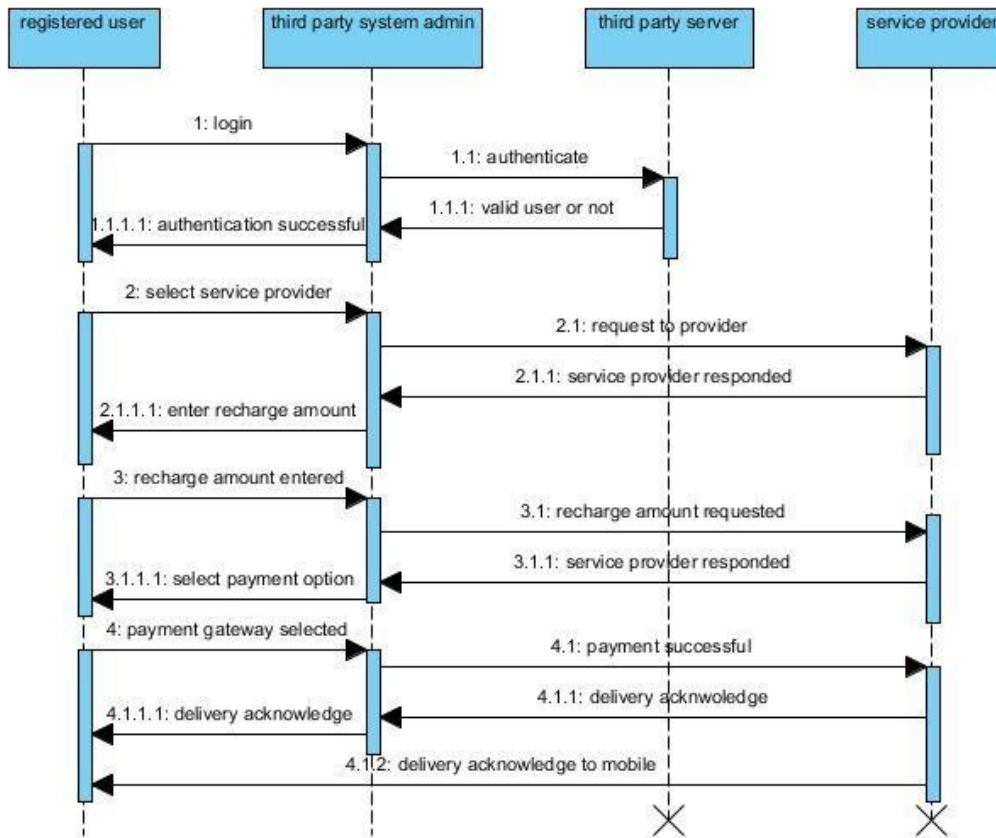 registered user
third party system admin
third party server
service provider
1: login
1.1: authenticate
1.1.1: valid user or not
1.1.1.1: authentication successful
2: select service provider
2.1: request to provider
2.1.1: service provider responded
2.1.1.1: enter recharge amount
3: recharge amount entered
3.1: recharge amount requested
3.1.1: service provider responded
3.1.1.1: select payment option
4: payment gateway selected
4.1: payment successful
4.1.1: delivery acknwoledge
4.1.1.1: delivery acknowledge
4.1.2: delivery acknowledge to mobile